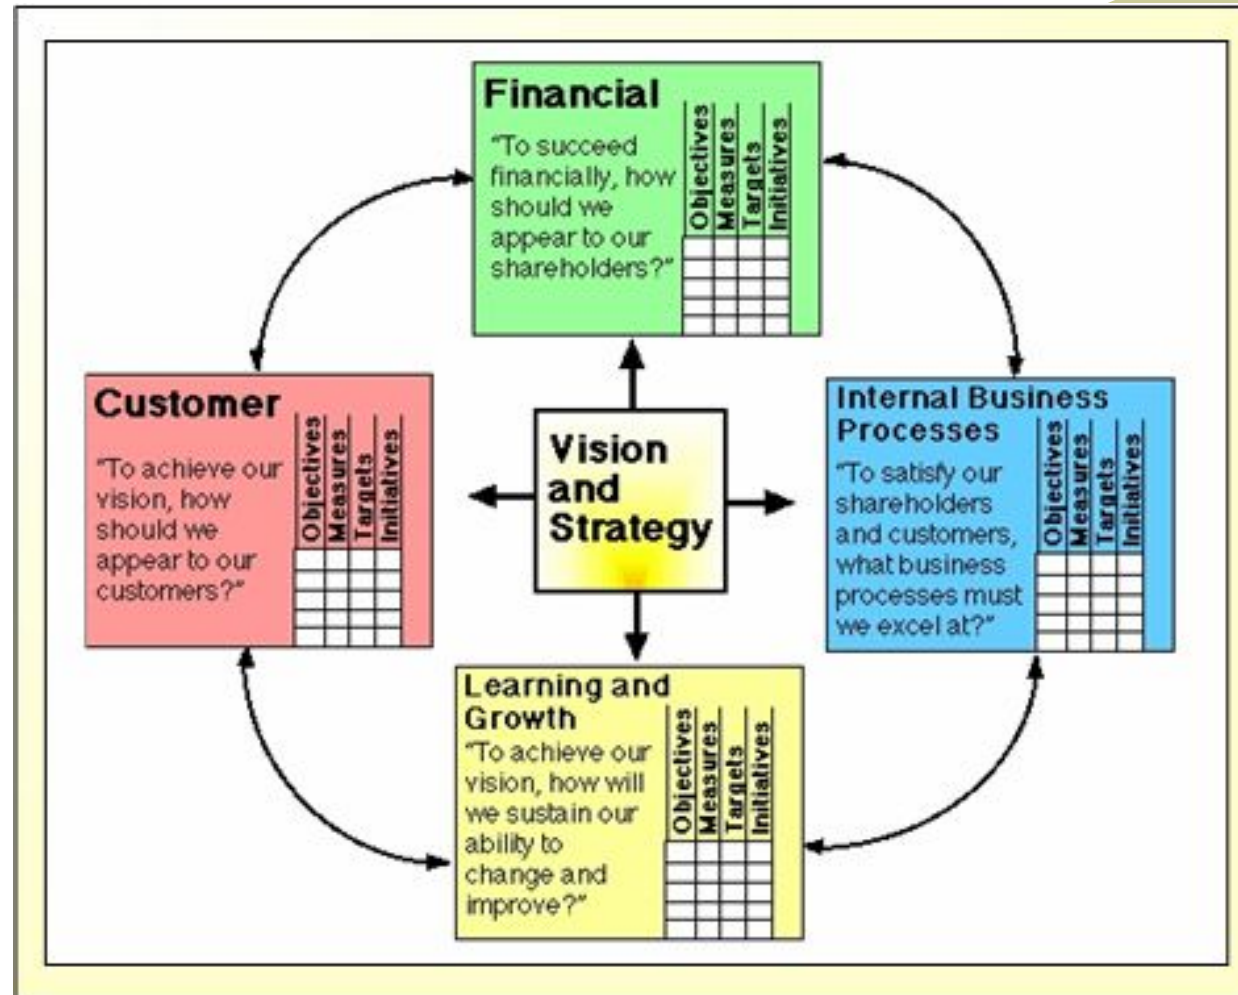 Financial
"To succeed
financially, how
should we
appear to our
shareholders?"
Objectives
Measures
Targets
Initiatives
Customer
"To achieve our
vision, how
should we
appear to our
customers?"
Objectives
Measures
Targets
Initiatives
Vision
and
Strategy
Internal Business
Processes
"To satisfy our
shareholders
and customers,
what business
processes must
we excel at?"
Objectives
Measures
Targets
Initiatives
Learning and
Growth
"To achieve our
vision, how will
we sustain our
ability to
change and
improve?"
Objectives
Measures
Targets
Initiatives